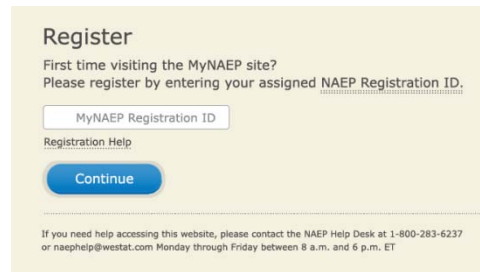 Register
First time visiting the MyNAEP site?
Please register by entering your assigned NAEP Registration ID.
MyNAEP Registration ID
Registration Help
Continue
If you need help accessing this website, please contact the NAEP Help Desk at 1-800-283-6237
or naephelp@westat.com Monday through Friday between 8 a.m. and 6 p.m. ET